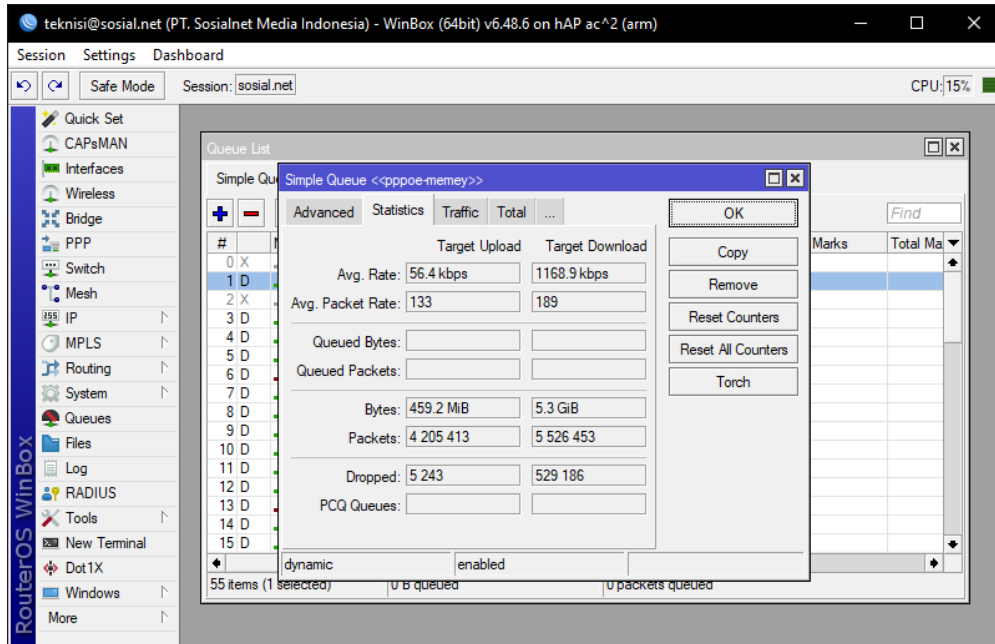 teknisi@sosial.net (PT. Sosialnet Media Indonesia) - WinBox (64bit) v6.48.6 on hAP ac^2 (arm)
Session Settings Dashboard
Safe Mode Session: sosial.net CPU: 15%
Quick Set
CAPsMAN
Interfaces
Wireless
Bridge
PPP
Switch
Mesh
IP
MPLS
Routing
System
Queues
Files
Log
RADIUS
Tools
New Terminal
Dot1X
Windows
More
RouterOS WinBox
Queue List
Simple Queue <<pppoe-memey>>
Advanced Statistics Traffic Total ...
Target Upload Target Download
Avg. Rate: 56.4 kbps 1168.9 kbps
Avg. Packet Rate: 133 189
Queued Bytes:
Queued Packets:
Bytes: 459.2 MiB 5.3 GiB
Packets: 4 205 413 5 526 453
Dropped: 5 243 529 186
PCQ Queues:
dynamic enabled
OK
Copy
Remove
Reset Counters
Reset All Counters
Torch
Simple
Find
# Marks Total Ma
0 X
1 D
2 X
3 D
4 D
5 D
6 D
7 D
8 D
9 D
10 D
11 D
12 D
13 D
14 D
15 D
55 items (1 selected) 0 B queued 0 packets queued